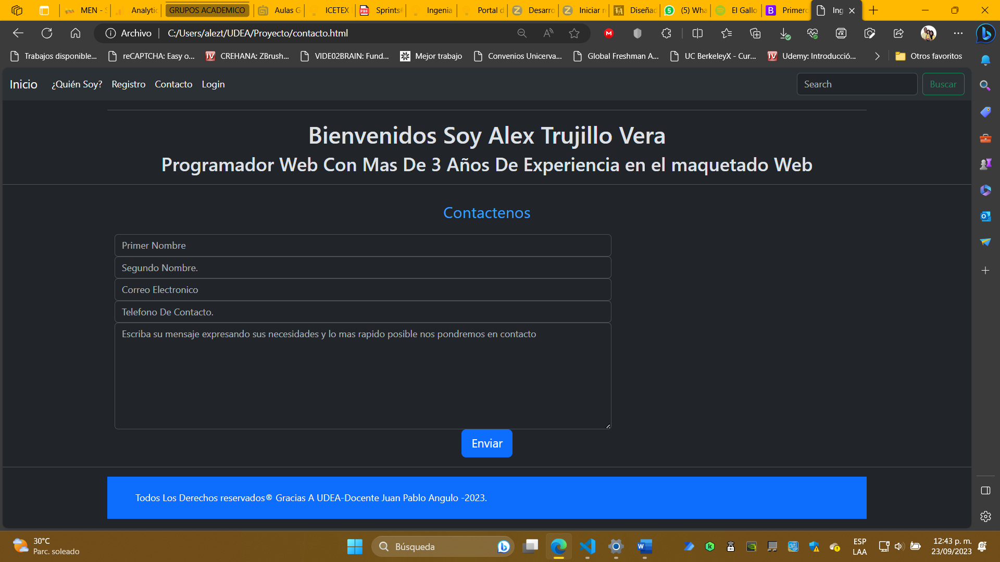 MEN - S
Analytic
GRUPOS ACADEMICO
Aulas G
ICETEX
Sprints
Ingenia
Portal d
Desarro
Iniciar
Diseñad
(5) Wha
El Gallo
Primero
Ing
Archivo
C:/Users/alezt/UDEA/Proyecto/contacto.html
Trabajos disponible...
reCAPTCHA: Easy o...
CREHANA: ZBrush...
VIDE02BRAIN: Fund...
Mejor trabajo
Convenios Unicerva...
Global Freshman A...
UC BerkeleyX - Cur...
Udemy: Introducció...
Otros favoritos
Inicio ¿Quién Soy? Registro Contacto Login
Search
Buscar
Bienvenidos Soy Alex Trujillo Vera
Programador Web Con Mas De 3 Años De Experiencia en el maquetado Web
Contactenos
Primer Nombre
Segundo Nombre.
Correo Electronico
Telefono De Contacto.
Escriba su mensaje expresando sus necesidades y lo mas rapido posible nos pondremos en contacto
Enviar
Todos Los Derechos reservados® Gracias A UDEA-Docente Juan Pablo Angulo -2023.
30°C
Parc. soleado
Búsqueda
ESP
LAA
12:43 p. m.
23/09/2023